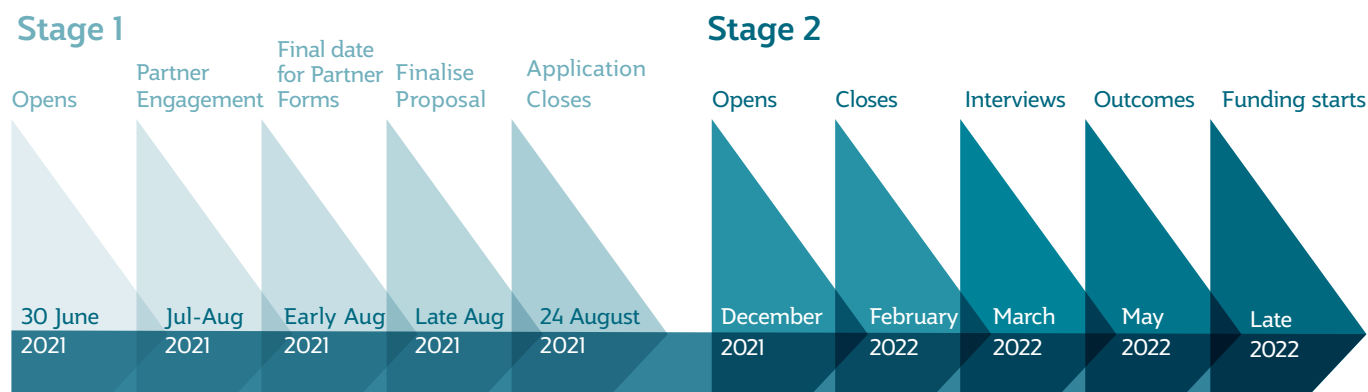 Stage 1
Opens
Partner
Engagement
Final date
for Partner
Forms
Finalise
Proposal
Application
Closes
30 June
2021
Jul-Aug
2021
Early Aug
2021
Late Aug
2021
24 August
2021
Stage 2
Opens
Closes
Interviews
Outcomes
Funding starts
December
2021
February
2022
March
2022
May
2022
Late
2022